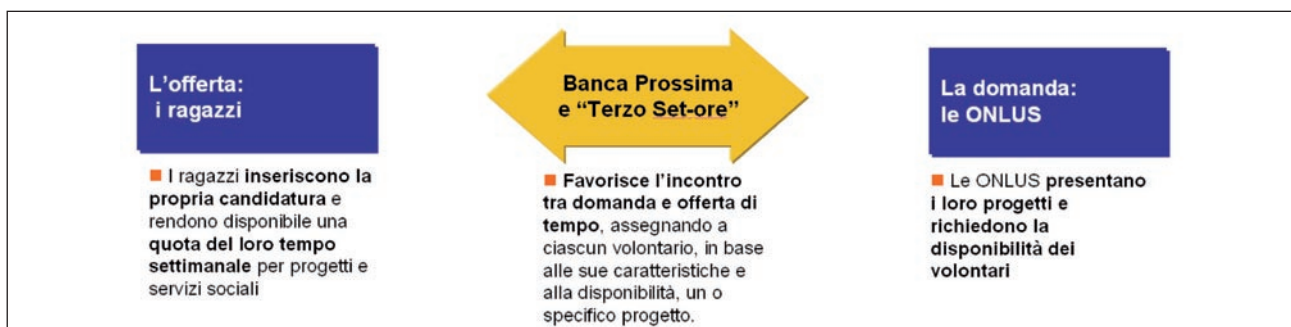 L'offerta:
i ragazzi
I ragazzi inseriscono la
propria candidatura e
rendono disponibile una
quota del loro tempo
settimanale per progetti e
servizi sociali
Banca Prossima
e “Terzo Set-ore”
Favorisce l'incontro
tra domanda e offerta di
tempo, assegnando a
ciascun volontario, in base
alle sue caratteristiche e
alla disponibilità, un o
specifico progetto.
La domanda:
le ONLUS
Le ONLUS presentano
i loro progetti e
richiedono la
disponibilità dei
volontari